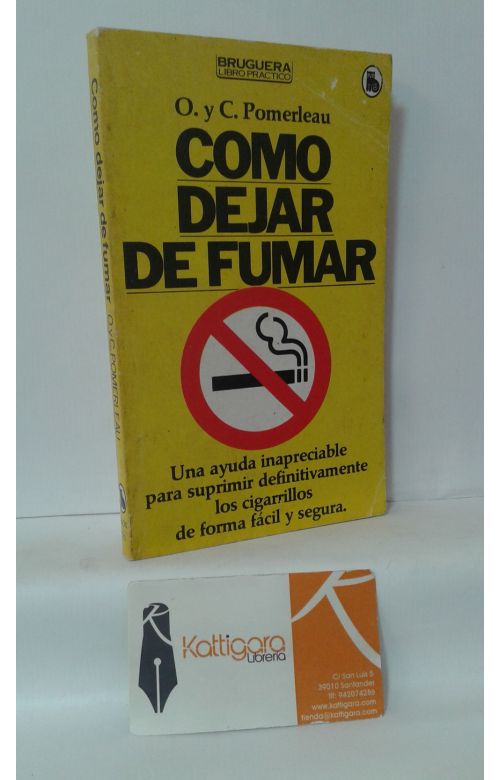 BRUGUERA
LIBRO PRACTICO
O. y C. Pomerleau
COMO
DEJAR
DE FUMAR
Una ayuda inapreciable
para suprimir definitivamente
los cigarrillos
de forma fácil y segura.
Como dejar de fumar O.Y C. POMERLEAU
Kattigara
Librería
C/ San Luis 5
39010 Santander
tlf: 942074286
www.kattigara.com
tienda@kattigara.com